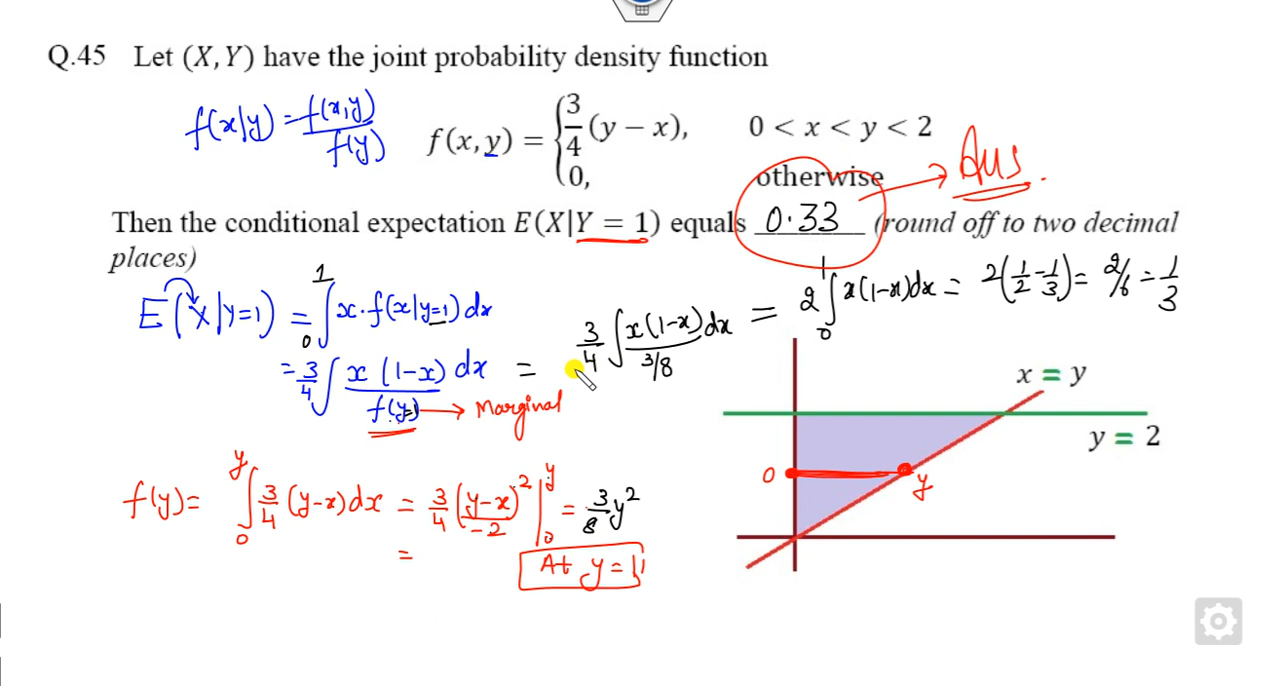 Q.45 Let (X, Y) have the joint probability density function
f(x|y) = f(x,y) / f(y)
f(x, y) = { 3/4 (y − x), 0 < x < y < 2
0, otherwise
Ans.
Then the conditional expectation E(X|Y = 1) equals 0.33 (round off to two decimal
places)
E(X|y=1) = ∫₀¹ x·f(x|y=1) dx
= 3/4 ∫ x (1-x) / f(y=1) dx = 3/4 ∫ x(1-x) / 3/8 dx = 2 ∫₀¹ x(1-x)dx = 2(1/2 - 1/3) = 2/6 = 1/3
Marginal
x = y
y = 2
0 y
f(y) = ∫₀^y 3/4 (y-x)dx = 3/4 (y-x)²/-2 |₀^y = 3/8 y²
=
At y=1